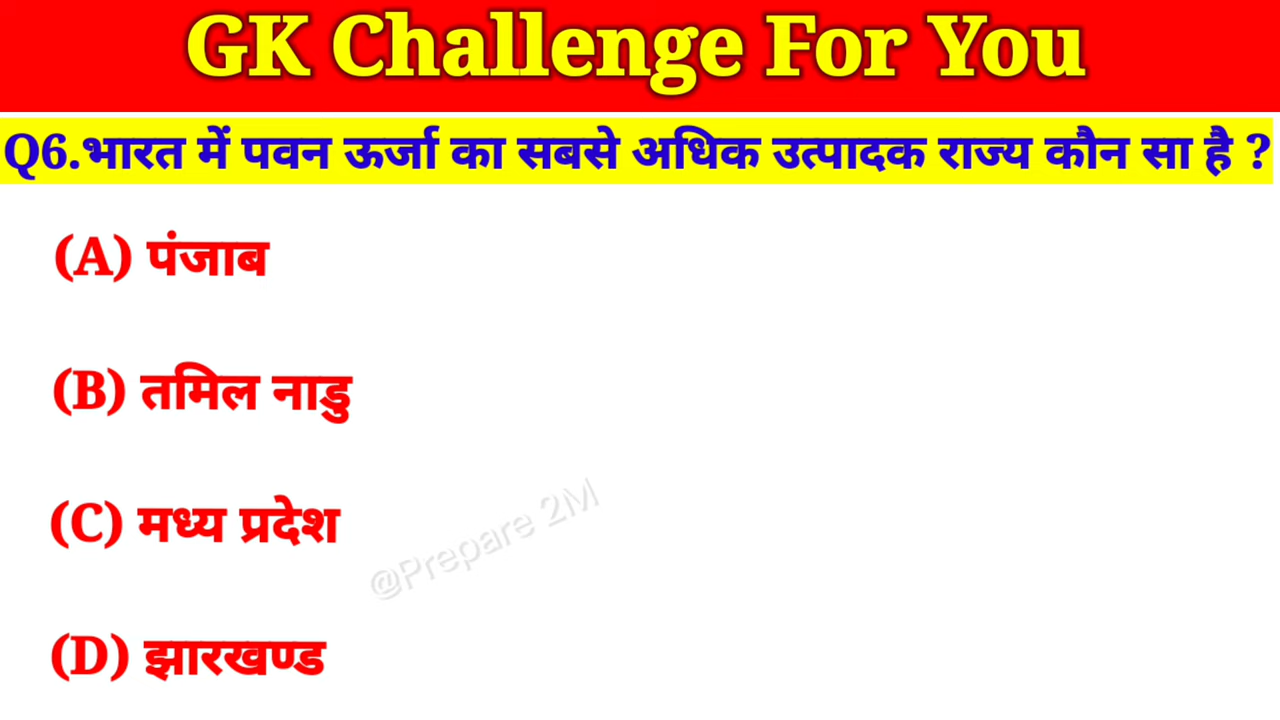 GK Challenge For You
Q6.भारत में पवन ऊर्जा का सबसे अधिक उत्पादक राज्य कौन सा है ?
(A) पंजाब
(B) तमिल नाडु
(C) मध्य प्रदेश
@Prepare 2M
(D) झारखण्ड